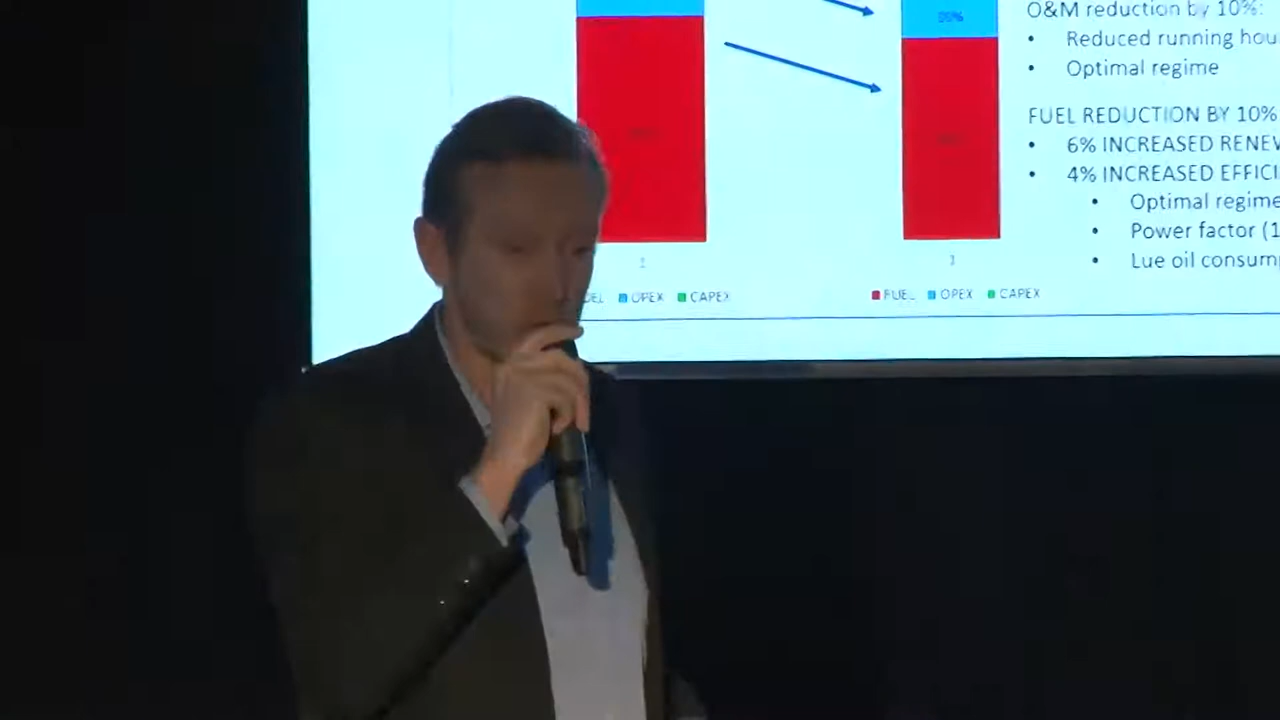 O&M reduction by 10%:
• Reduced running hou
• Optimal regime
FUEL REDUCTION BY 10%
• 6% INCREASED RENEW
• 4% INCREASED EFFICI
• Optimal regime
• Power factor (1
• Lue oil consum
OPEX CAPEX
FUEL OPEX CAPEX